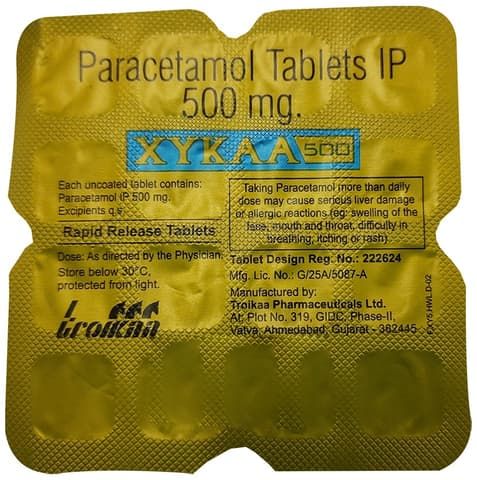 Paracetamol Tablets IP
500 mg.
XYKAA 500
Each uncoated tablet contains:
Paracetamol IP 500 mg.
Excipients q.s.
Rapid Release Tablets
Dose: As directed by the Physician.
Store below 30°C,
protected from light.
troikaa
Taking Paracetamol more than daily
dose may cause serious liver damage
or allergic reactions (eg: swelling of the
face, mouth and throat, difficulty in
breathing, itching or rash)
Tablet Design Reg. No.: 222624
Mfg. Lic. No.: G/25A/5087-A
Manufactured by:
Troikaa Pharmaceuticals Ltd.
At: Plot No. 319, GIDC, Phase-II,
Vatva, Ahmedabad, Gujarat - 382445